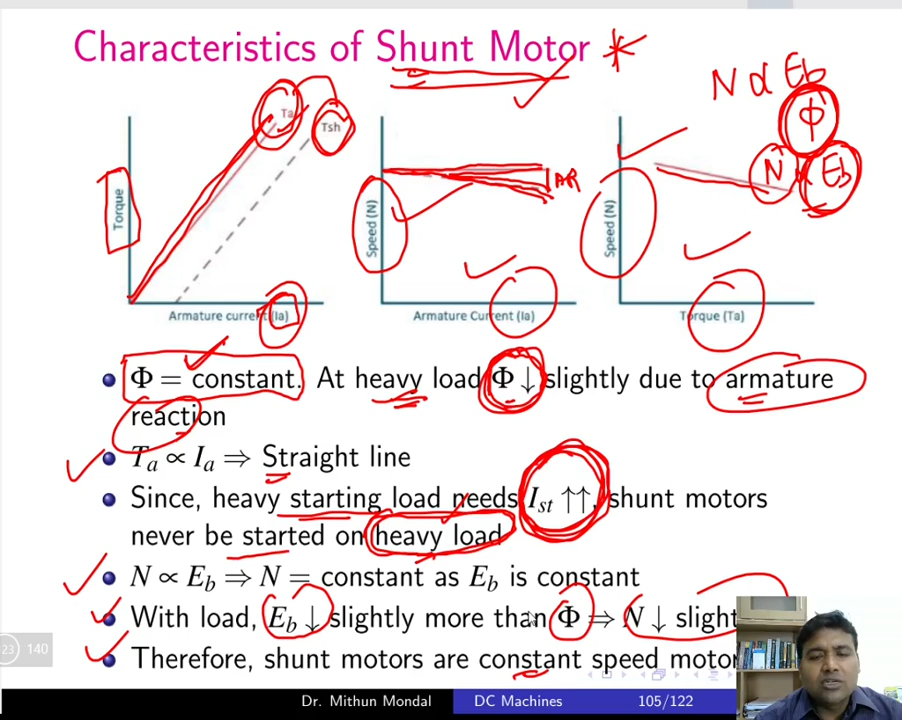 Characteristics of Shunt Motor *
N ∝ Eb
Φ
N ∝ Eb
Ta
Tsh
AR
Torque
Speed (N)
Speed (N)
Armature current (Ia)
Armature Current (Ia)
Torque (Ta)
Φ = constant. At heavy load Φ ↓ slightly due to armature
reaction
Ta ∝ Ia ⇒ Straight line
Since, heavy starting load needs Ist ↑↑, shunt motors
never be started on heavy load
N ∝ Eb ⇒ N = constant as Eb is constant
With load, Eb ↓ slightly more than Φ ⇒ N ↓ slight
Therefore, shunt motors are constant speed motor
23 140
Dr. Mithun Mondal DC Machines 105/122